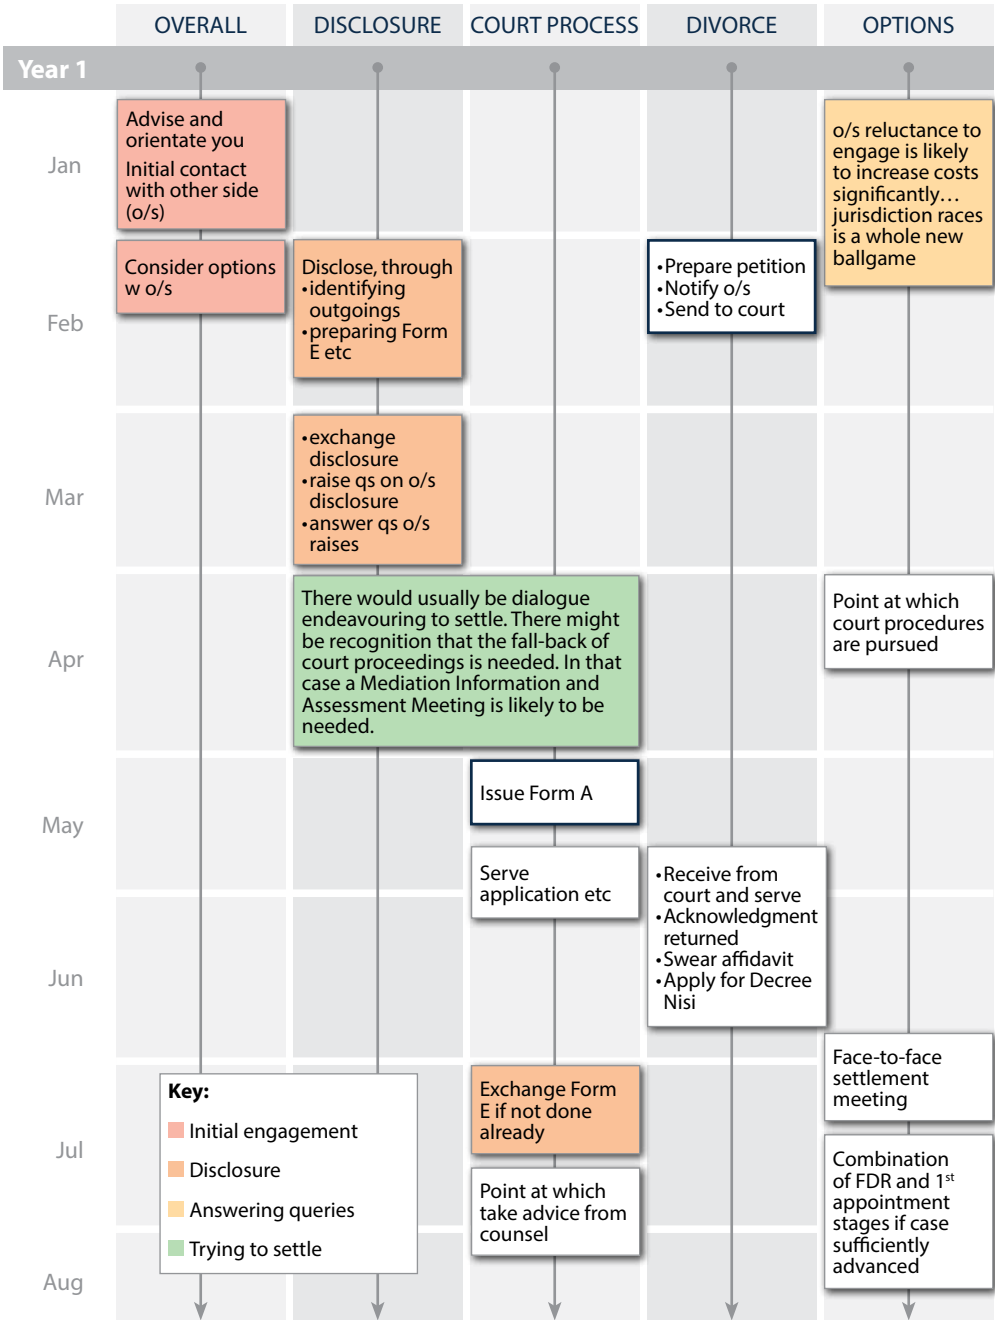 OVERALL
DISCLOSURE
COURT PROCESS
DIVORCE
OPTIONS
Year 1
Jan
Advise and
orientate you
Initial contact
with other side
(o/s)
o/s reluctance to
engage is likely
to increase costs
significantly…
jurisdiction races
is a whole new
ballgame
Feb
Consider options
w o/s
Disclose, through
•identifying
outgoings
•preparing Form
E etc
•Prepare petition
•Notify o/s
•Send to court
Mar
•exchange
disclosure
•raise qs on o/s
disclosure
•answer qs o/s
raises
Apr
There would usually be dialogue
endeavouring to settle. There might
be recognition that the fall-back of
court proceedings is needed. In that
case a Mediation Information and
Assessment Meeting is likely to be
needed.
Point at which
court procedures
are pursued
May
Issue Form A
Serve
application etc
•Receive from
court and serve
•Acknowledgment
returned
•Swear affidavit
•Apply for Decree
Nisi
Jun
Face-to-face
settlement
meeting
Jul
Exchange Form
E if not done
already
Point at which
take advice from
counsel
Combination
of FDR and 1st
appointment
stages if case
sufficiently
advanced
Aug
Key:
Initial engagement
Disclosure
Answering queries
Trying to settle